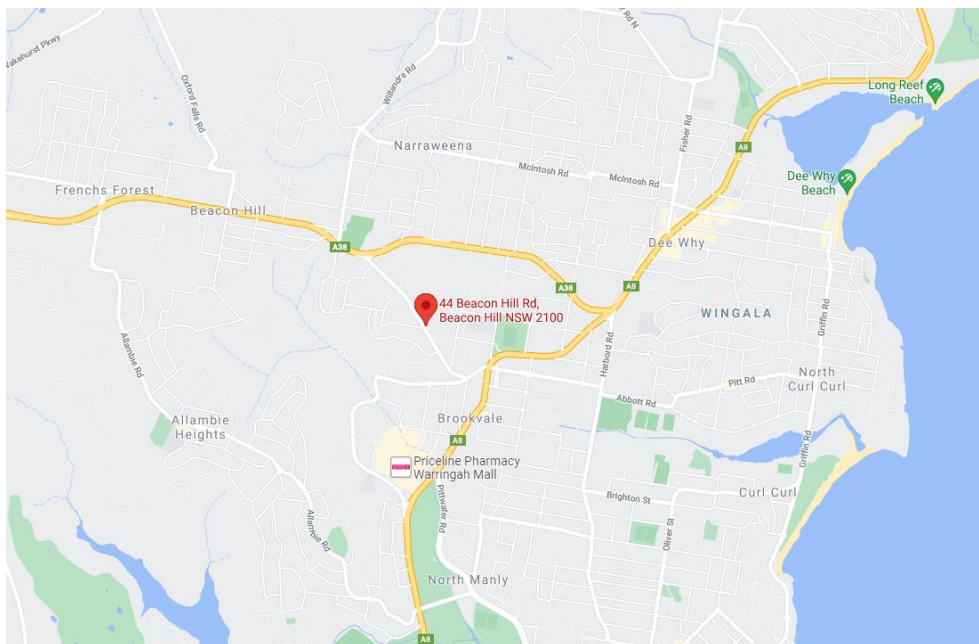 Wakehurst Pkwy
Oxford Falls Rd
Willandra Rd
Fisher Rd
Long Reef
Beach
A8
Narraweena
McIntosh Rd
McIntosh Rd
Dee Why
Beach
Frenchs Forest
Beacon Hill
A38
Dee Why
A38
A8
44 Beacon Hill Rd,
Beacon Hill NSW 2100
WINGALA
Griffin Rd
Allambie Rd
Harbord Rd
Pitt Rd
North
Curl Curl
Abbott Rd
Allambie
Heights
Brookvale
A8
Griffin Rd
Priceline Pharmacy
Warringah Mall
Pittwater Rd
Brighton St
Curl Curl
Allambie Rd
Oliver St
North Manly
A8